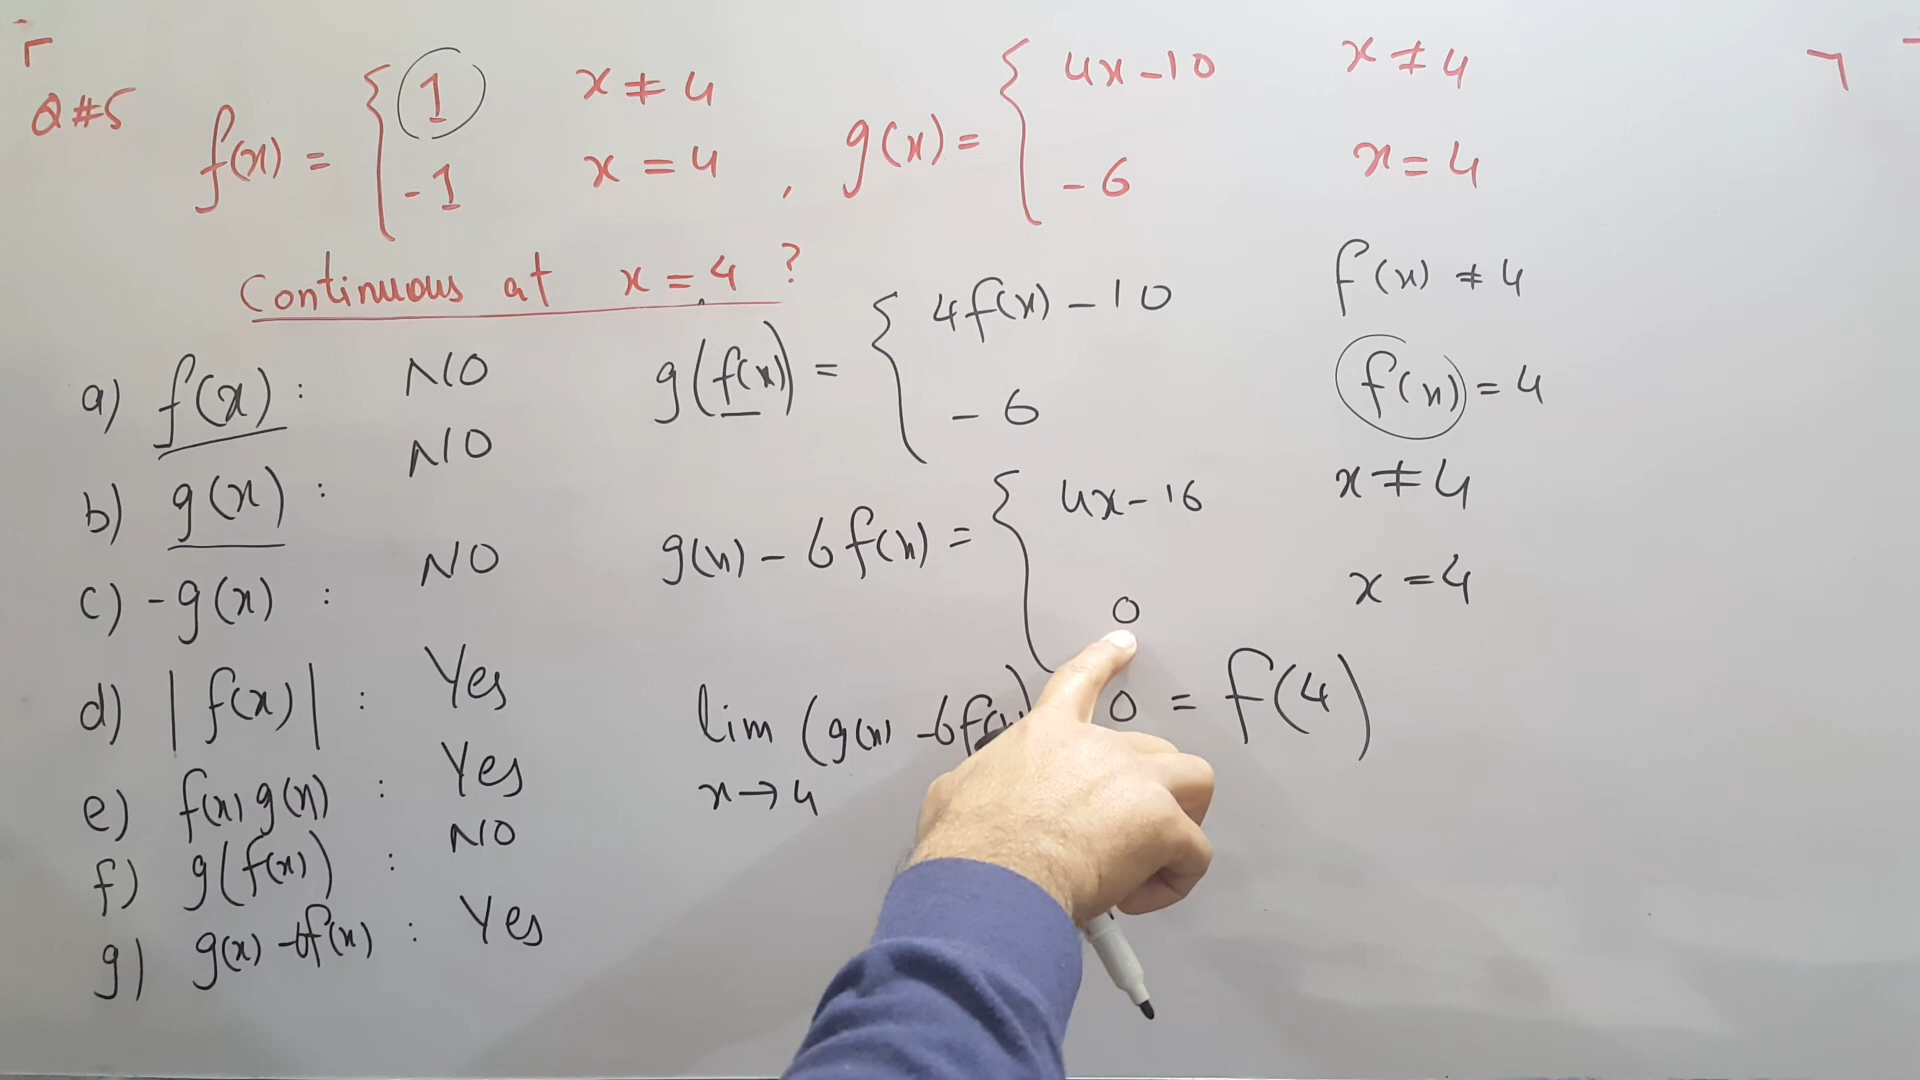 Q#5 f(x) = { 1 x ≠ 4
-1 x = 4 , g(x) = { 4x-10 x ≠ 4
-6 x = 4
Continuous at x = 4 ?
a) f(x) : NO
b) g(x) : NO
c) -g(x) : NO
d) |f(x)| : Yes
e) f(x) g(x) : Yes
f) g(f(x)) : NO
g) g(x) -6f(x) : Yes
g(f(x)) = { 4f(x) - 10 f(x) ≠ 4
-6 f(x) = 4
g(x) - 6f(x) = { 4x-16 x ≠ 4
0 x = 4
lim (g(x) -6f(x) 0 = f(4)
x→4